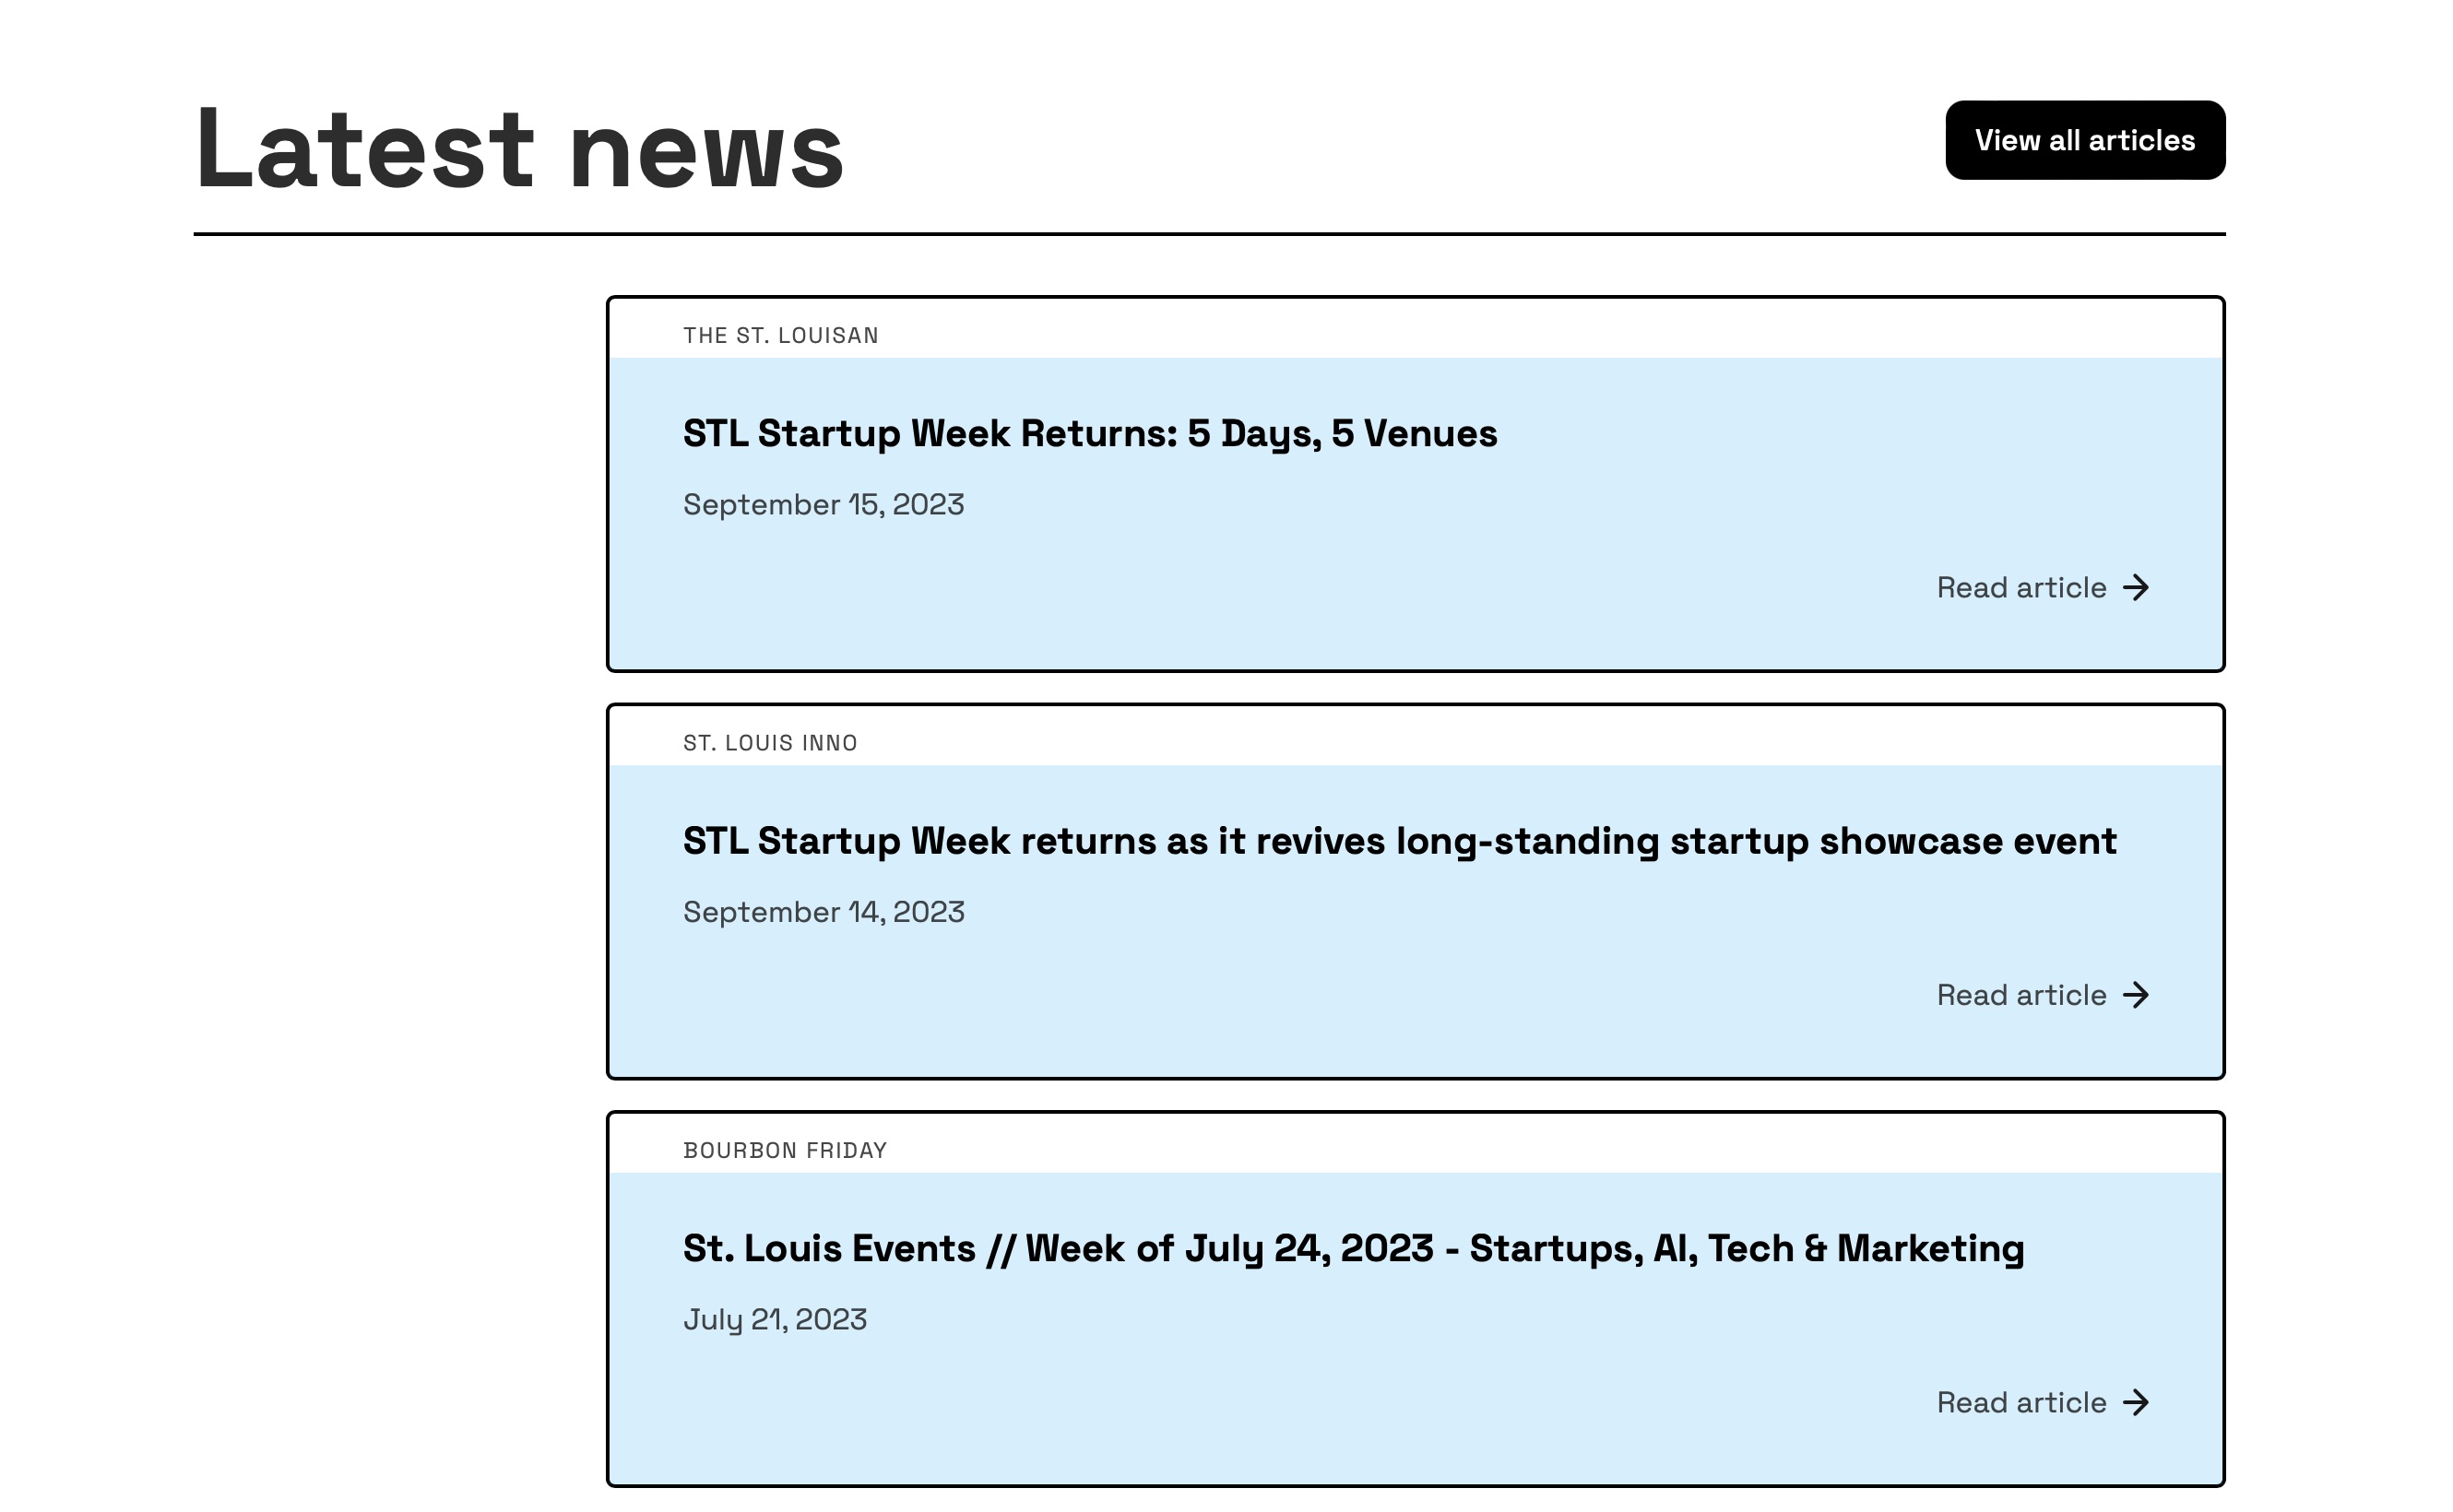 Latest news
View all articles
THE ST. LOUISAN
STL Startup Week Returns: 5 Days, 5 Venues
September 15, 2023
Read article
ST. LOUIS INNO
STL Startup Week returns as it revives long-standing startup showcase event
September 14, 2023
Read article
BOURBON FRIDAY
St. Louis Events // Week of July 24, 2023 - Startups, AI, Tech & Marketing
July 21, 2023
Read article